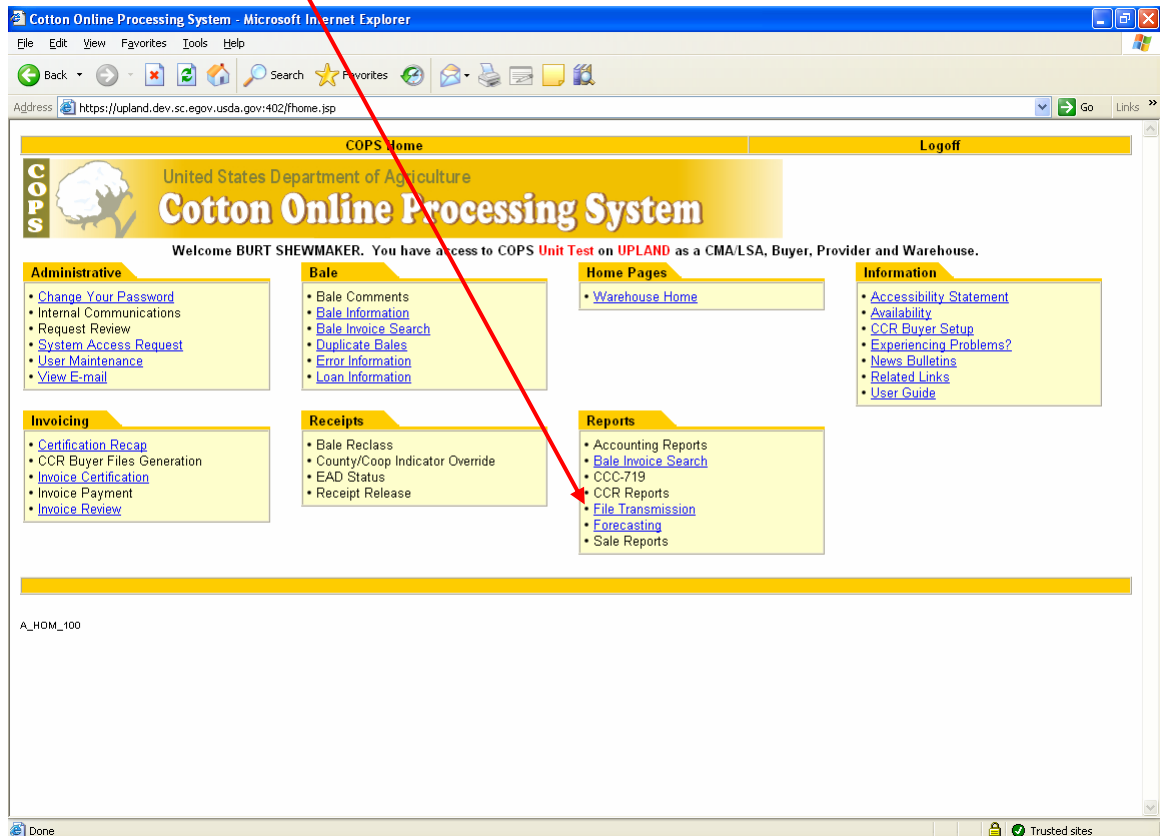 Cotton Online Processing System - Microsoft Internet Explorer
File Edit View Favorites Tools Help
Back Search Favorites
Address https://upland.dev.sc.egov.usda.gov:402/fhome.jsp Go Links »
COPS Home Logoff
COPS
United States Department of Agriculture
Cotton Online Processing System
Welcome BURT SHEWMAKER. You have access to COPS Unit Test on UPLAND as a CMA/LSA, Buyer, Provider and Warehouse.
Administrative
• Change Your Password
• Internal Communications
• Request Review
• System Access Request
• User Maintenance
• View E-mail
Bale
• Bale Comments
• Bale Information
• Bale Invoice Search
• Duplicate Bales
• Error Information
• Loan Information
Home Pages
• Warehouse Home
Information
• Accessibility Statement
• Availability
• CCR Buyer Setup
• Experiencing Problems?
• News Bulletins
• Related Links
• User Guide
Invoicing
• Certification Recap
• CCR Buyer Files Generation
• Invoice Certification
• Invoice Payment
• Invoice Review
Receipts
• Bale Reclass
• County/Coop Indicator Override
• EAD Status
• Receipt Release
Reports
• Accounting Reports
• Bale Invoice Search
• CCC-719
• CCR Reports
• File Transmission
• Forecasting
• Sale Reports
A_HOM_100
Done Trusted sites